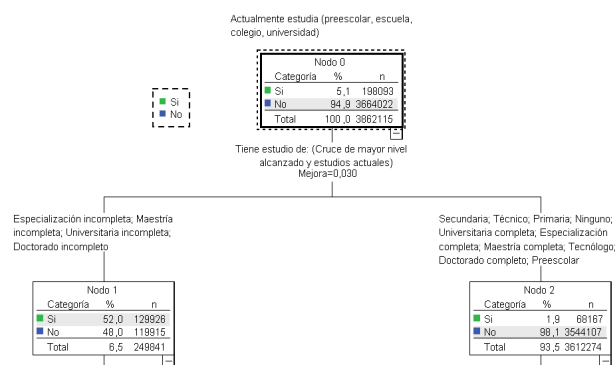 Actualmente estudia (preescolar, escuela,
colegio, universidad)
Nodo 0
Categoría % n
Si 5,1 198093
No 94,9 3664022
Total 100,0 3862115
Si
No
Tiene estudio de: (Cruce de mayor nivel
alcanzado y estudios actuales)
Mejora=0,030
Especialización incompleta; Maestría
incompleta; Universitaria incompleta;
Doctorado incompleto
Nodo 1
Categoría % n
Si 52,0 129926
No 48,0 119915
Total 6,5 249841
Secundaria; Técnico; Primaria; Ninguno;
Universitaria completa; Especialización
completa; Maestría completa; Tecnólogo;
Doctorado completo; Preescolar
Nodo 2
Categoría % n
Si 1,9 68167
No 98,1 3544107
Total 93,5 3612274